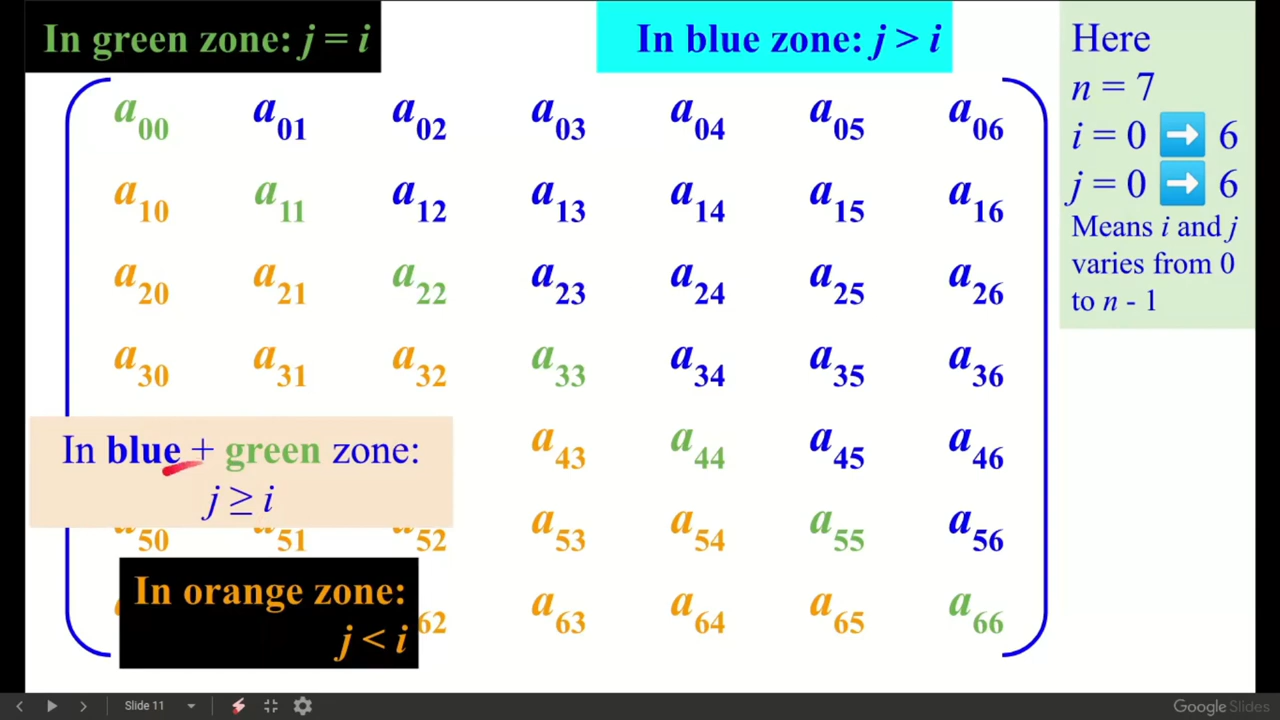 In green zone: j = i
In blue zone: j > i
a00 a01 a02 a03 a04 a05 a06
a10 a11 a12 a13 a14 a15 a16
a20 a21 a22 a23 a24 a25 a26
a30 a31 a32 a33 a34 a35 a36
a43 a44 a45 a46
a50 a51 a52 a53 a54 a55 a56
62 a63 a64 a65 a66
In blue + green zone:
j ≥ i
In orange zone:
j < i
Here
n = 7
i = 0 ➡ 6
j = 0 ➡ 6
Means i and j
varies from 0
to n - 1
Slide 11
Google Slides